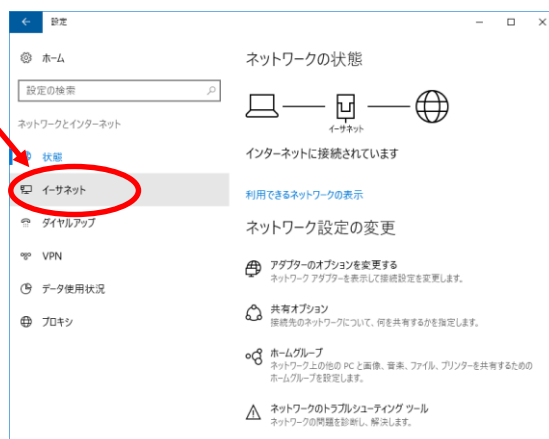 設定
ホーム
設定の検索
ネットワークとインターネット
状態
イーサネット
ダイヤルアップ
VPN
データ使用状況
プロキシ
ネットワークの状態
イーサネット
インターネットに接続されています
利用できるネットワークの表示
ネットワーク設定の変更
アダプターのオプションを変更する
ネットワーク アダプターを表示して接続設定を変更します。
共有オプション
接続先のネットワークについて、何を共有するかを指定します。
ホームグループ
ネットワーク上の他の PC と画像、音楽、ファイル、プリンターを共有するための
ホームグループを設定します。
ネットワークのトラブルシューティング ツール
ネットワークの問題を診断し、解決します。